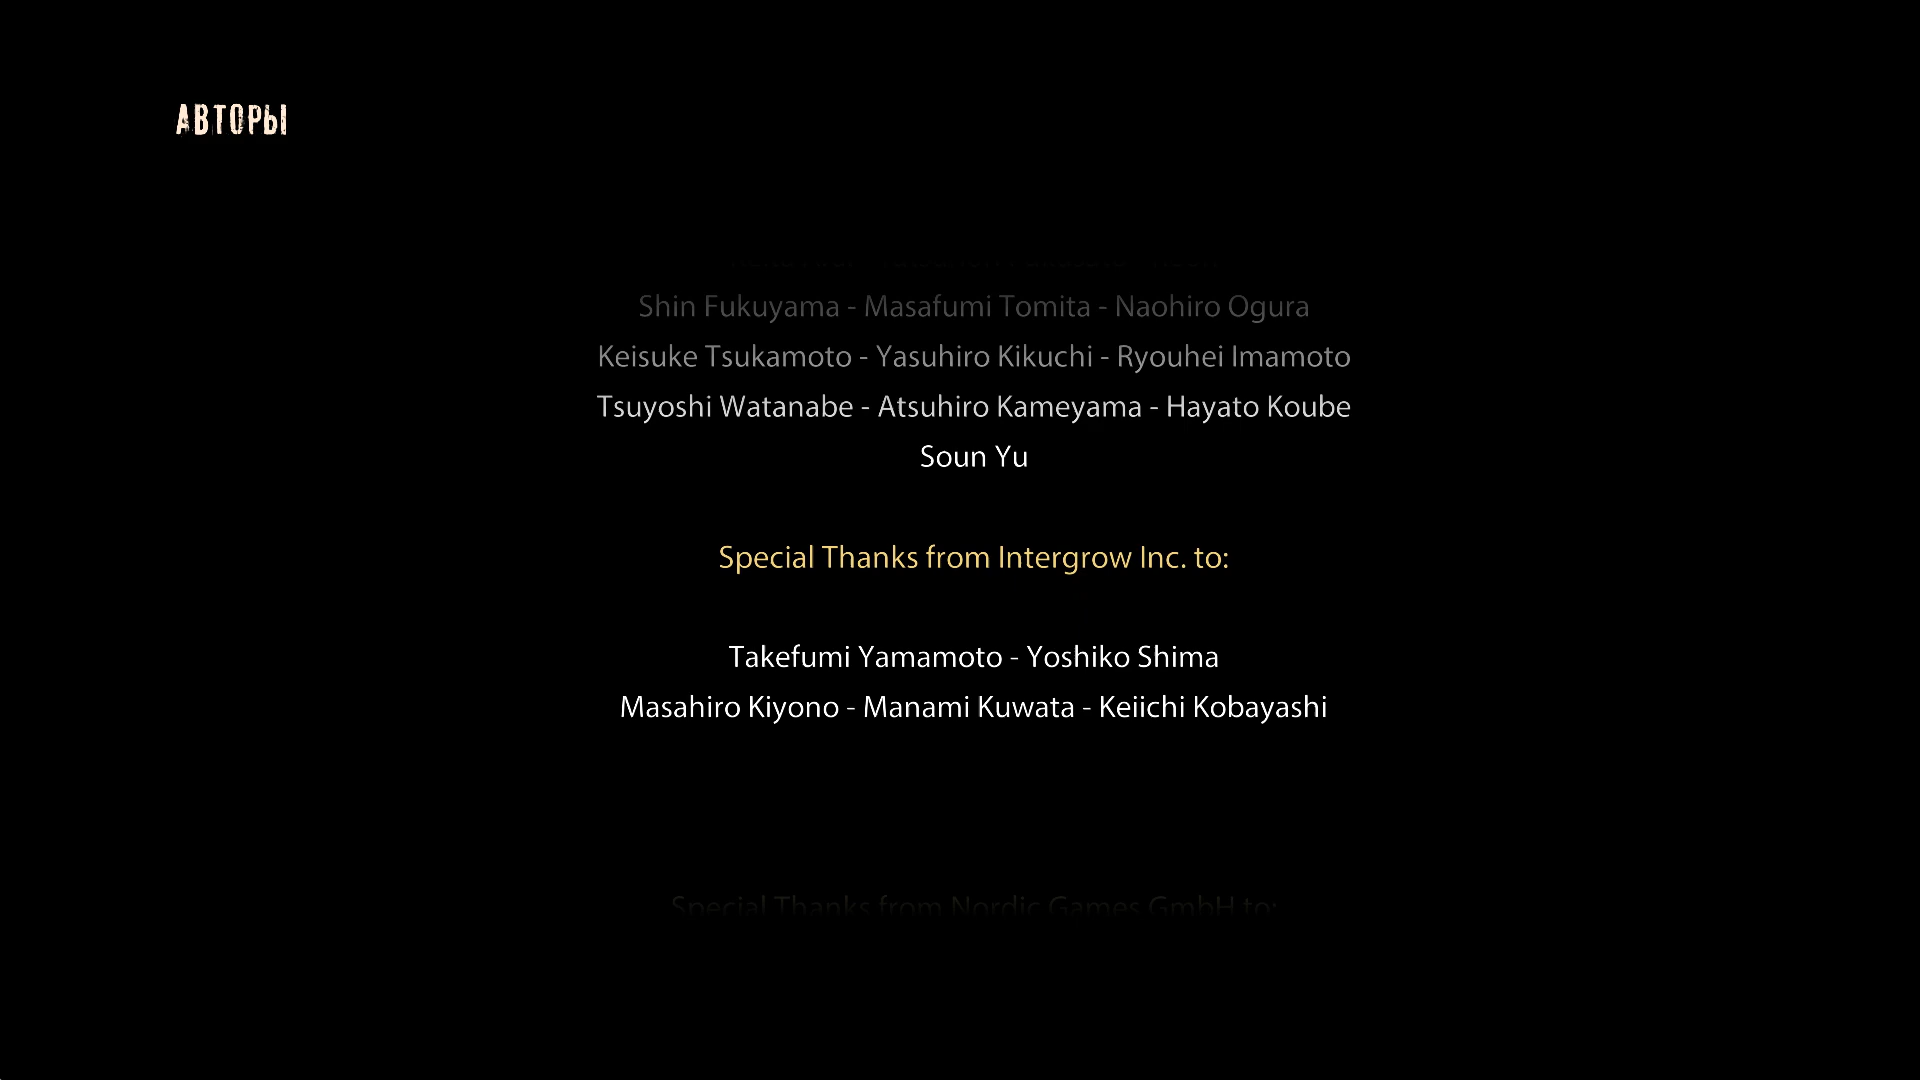 АВТОРЫ
Shin Fukuyama - Masafumi Tomita - Naohiro Ogura
Keisuke Tsukamoto - Yasuhiro Kikuchi - Ryouhei Imamoto
Tsuyoshi Watanabe - Atsuhiro Kameyama - Hayato Koube
Soun Yu
Special Thanks from Intergrow Inc. to:
Takefumi Yamamoto - Yoshiko Shima
Masahiro Kiyono - Manami Kuwata - Keiichi Kobayashi
Special Thanks from Nordic Games GmbH to: